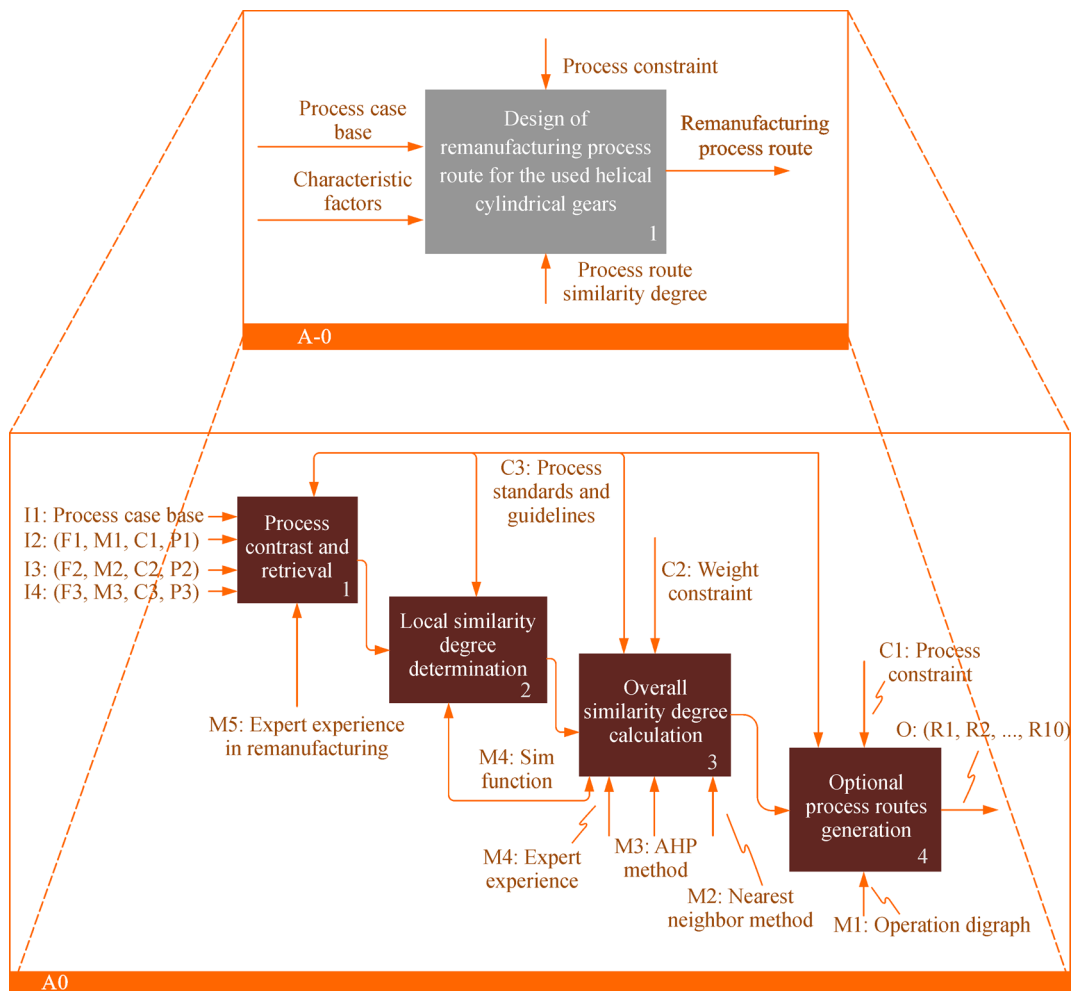 Process constraint
Process case
base
Characteristic
factors
Design of
remanufacturing process
route for the used helical
cylindrical gears
1
Remanufacturing
process route
Process route
similarity degree
A-0
C3: Process
standards and
guidelines
I1: Process case base
I2: (F1, M1, C1, P1)
I3: (F2, M2, C2, P2)
I4: (F3, M3, C3, P3)
Process
contrast and
retrieval
1
C2: Weight
constraint
Local similarity
degree
determination
2
C1: Process
constraint
Overall
similarity degree
calculation
3
M5: Expert experience
in remanufacturing
M4: Sim
function
O: (R1, R2, ..., R10)
Optional
process routes
generation
4
M4: Expert
experience
M3: AHP
method
M2: Nearest
neighbor method
M1: Operation digraph
A0